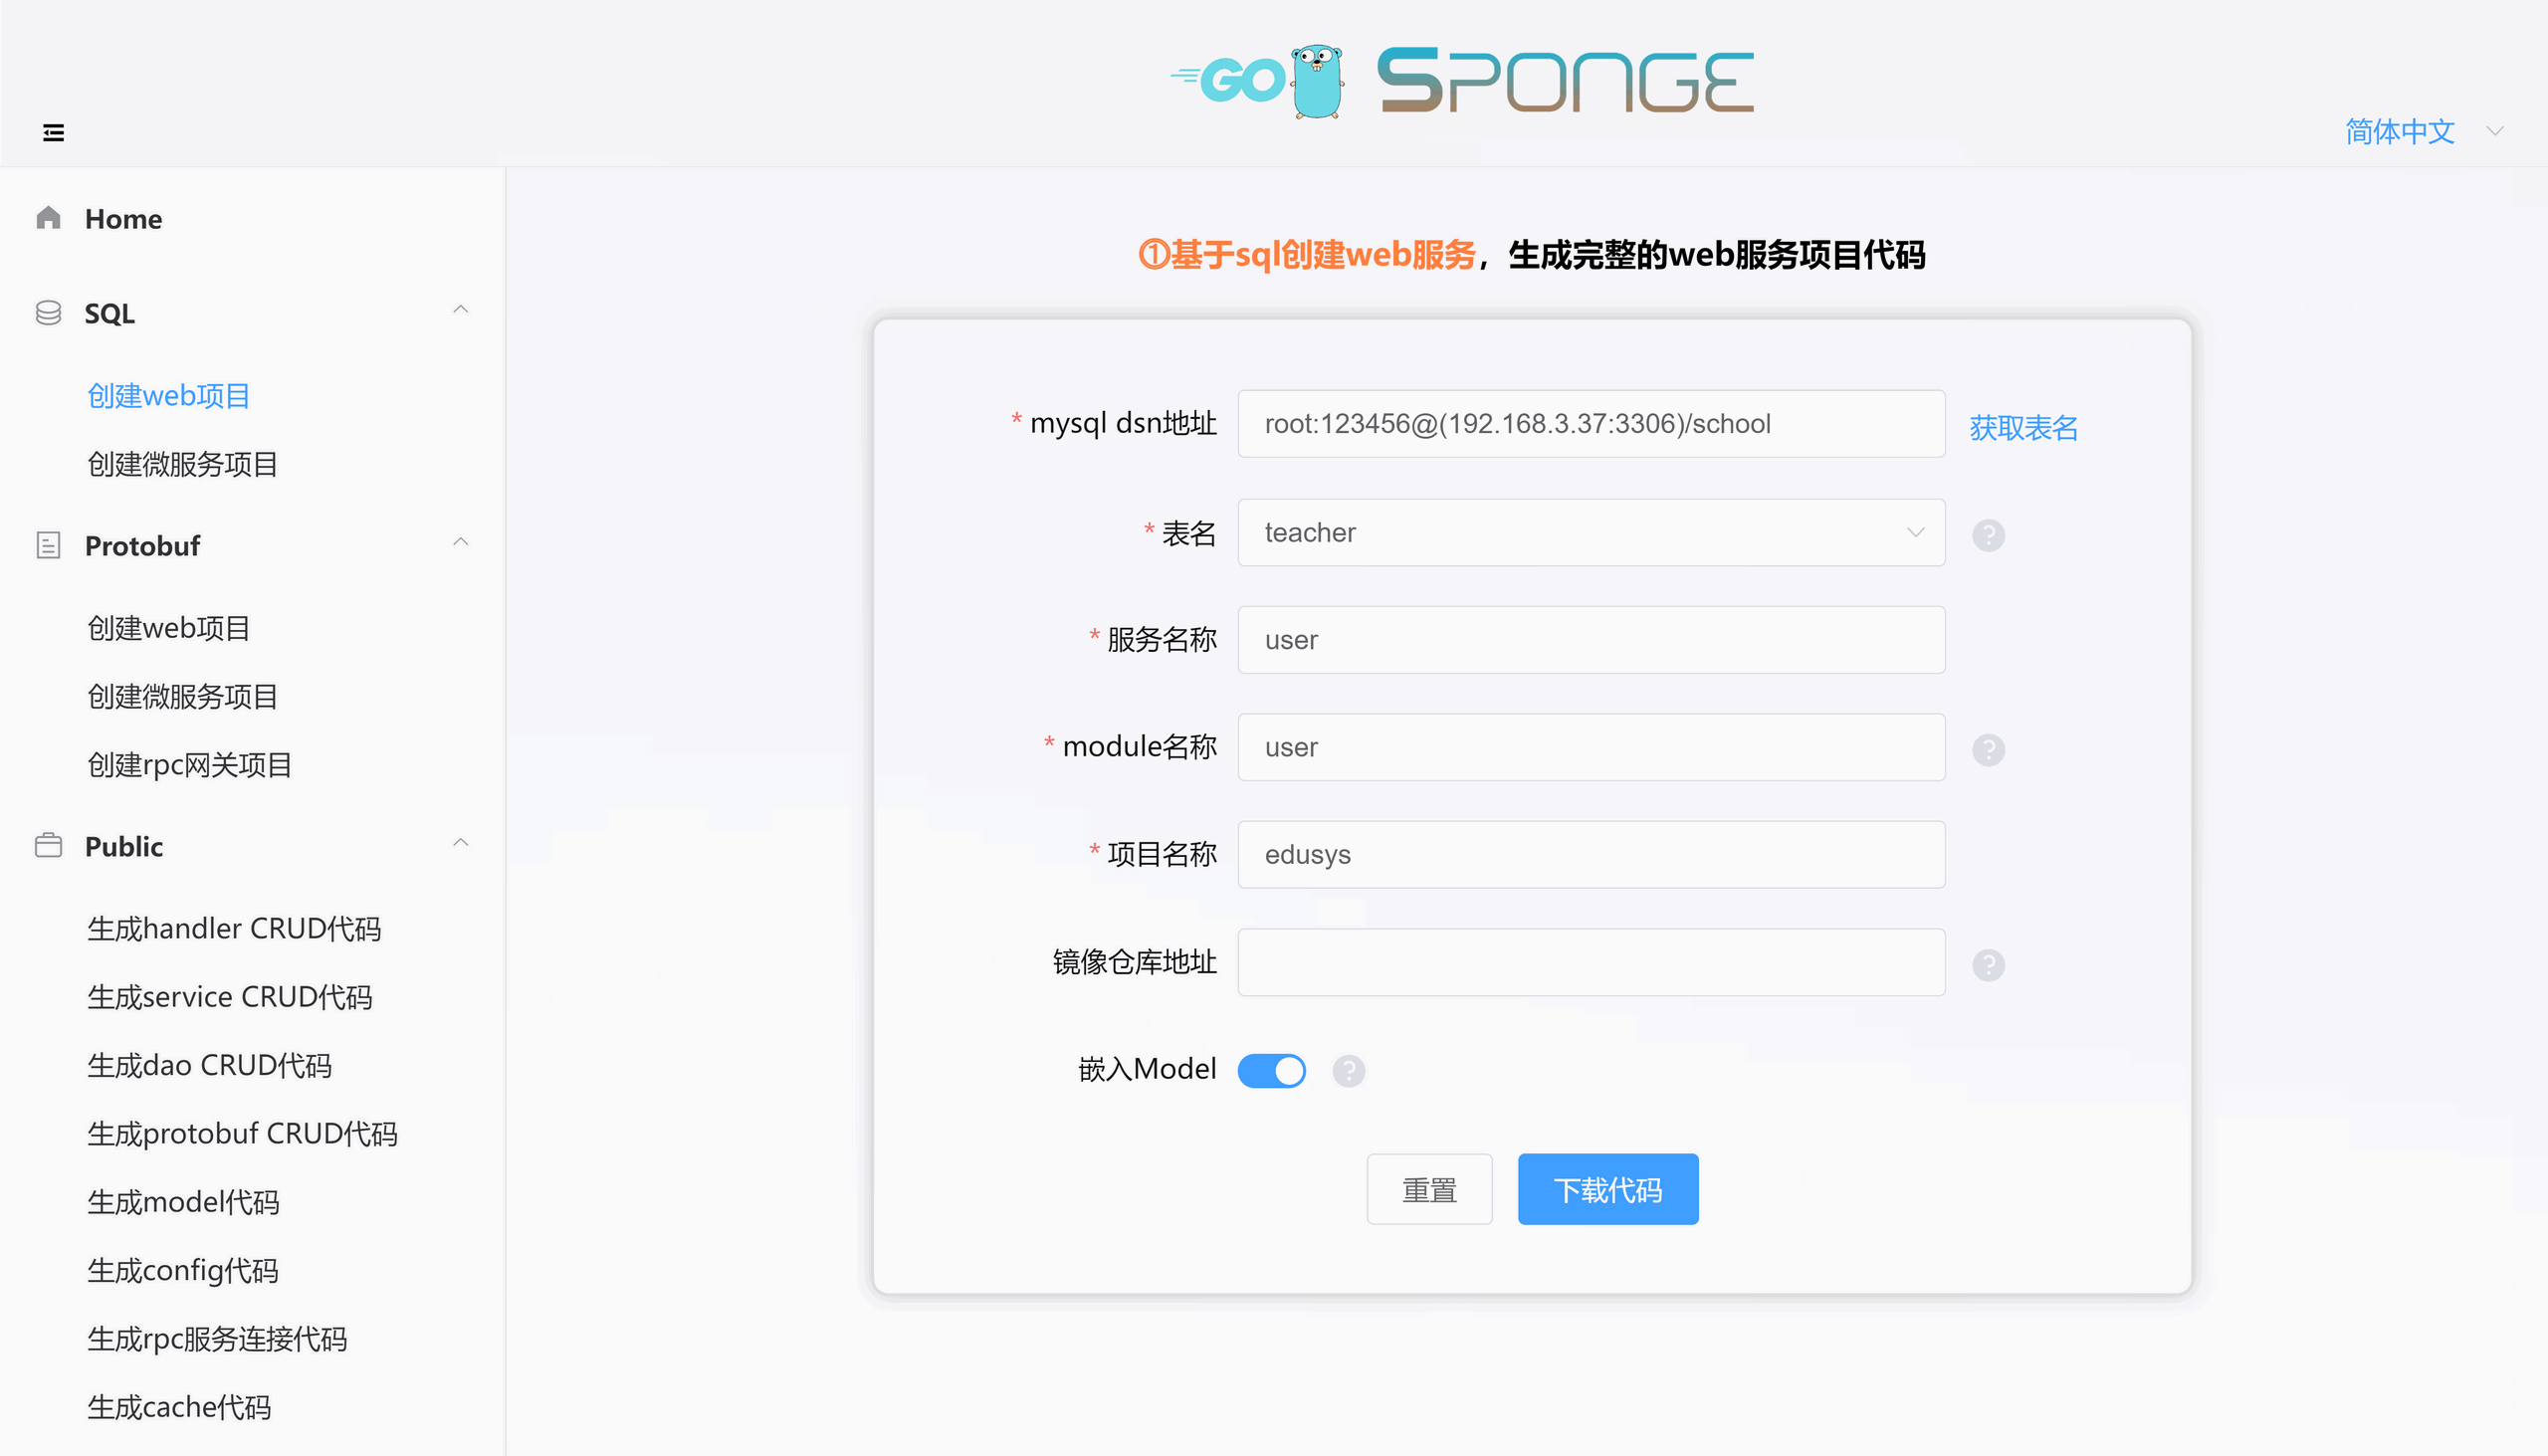 GO SPONGE
简体中文
Home
SQL
创建web项目
创建微服务项目
Protobuf
创建web项目
创建微服务项目
创建rpc网关项目
Public
生成handler CRUD代码
生成service CRUD代码
生成dao CRUD代码
生成protobuf CRUD代码
生成model代码
生成config代码
生成rpc服务连接代码
生成cache代码
①基于sql创建web服务，生成完整的web服务项目代码
* mysql dsn地址 root:123456@(192.168.3.37:3306)/school 获取表名
* 表名 teacher ?
* 服务名称 user
* module名称 user ?
* 项目名称 edusys
镜像仓库地址 ?
嵌入Model ?
重置 下载代码